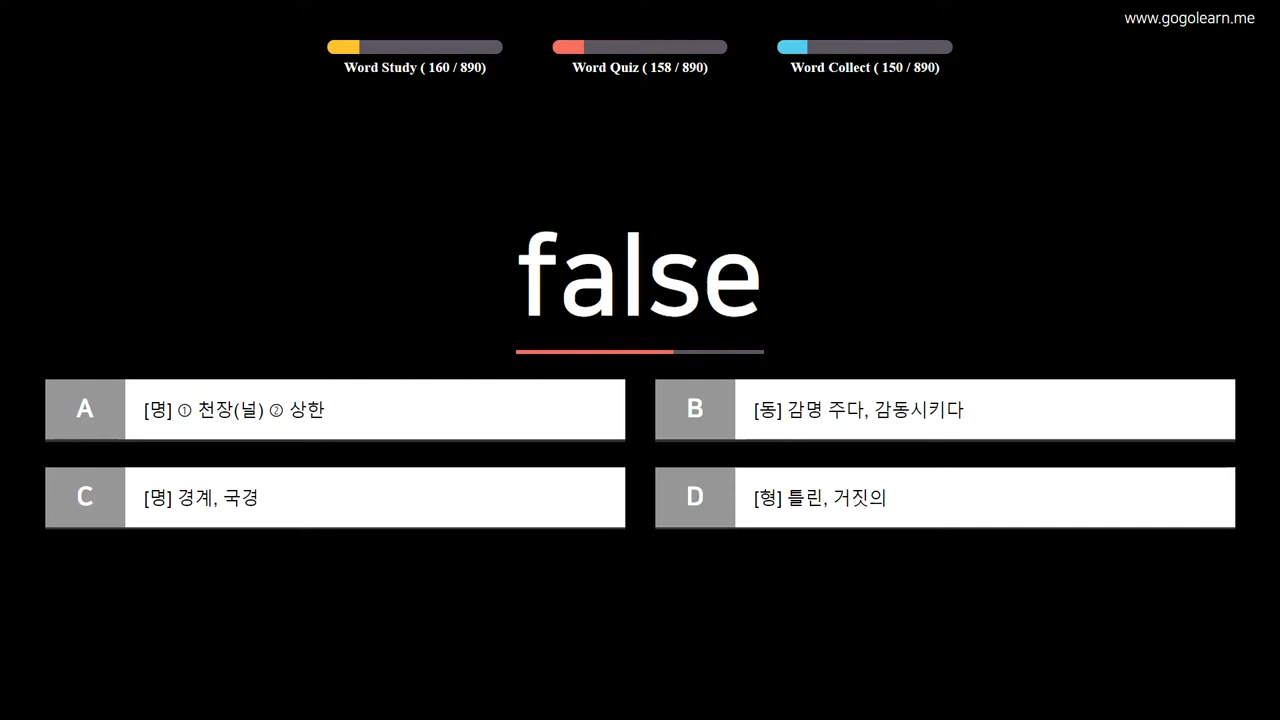 www.gogolearn.me
Word Study ( 160 / 890)
Word Quiz ( 158 / 890)
Word Collect ( 150 / 890)
false
A [명] ① 천장(널) ② 상한
B [동] 감명 주다, 감동시키다
C [명] 경계, 국경
D [형] 틀린, 거짓의